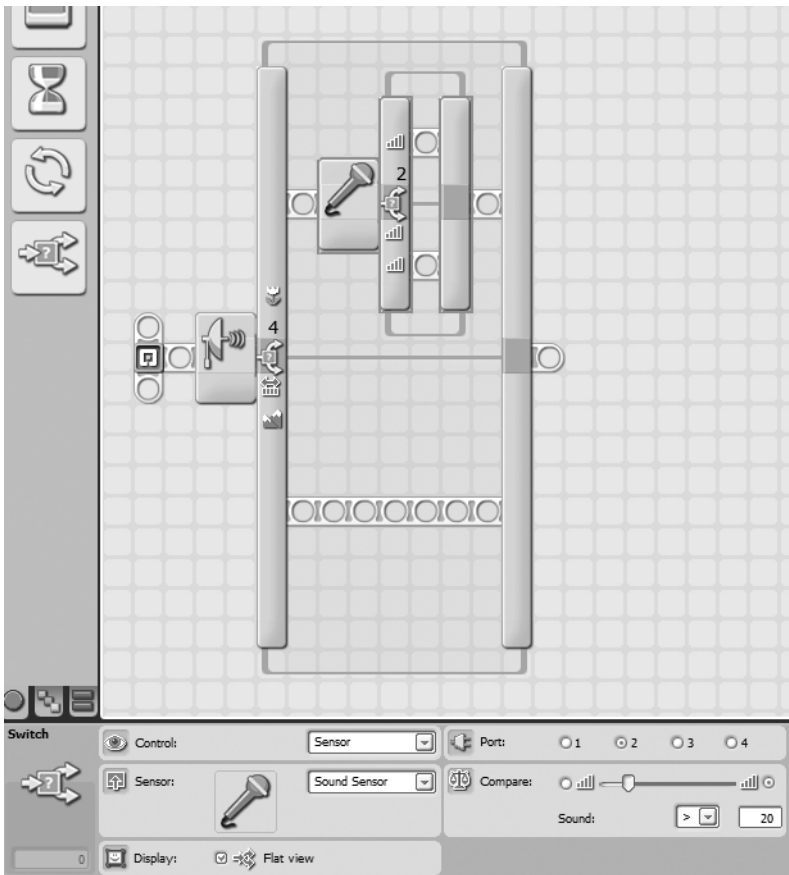 2
4
Switch
0
Control: Sensor
Sensor: Sound Sensor
Display: Flat view
Port: 1 2 3 4
Compare:
Sound: > 20